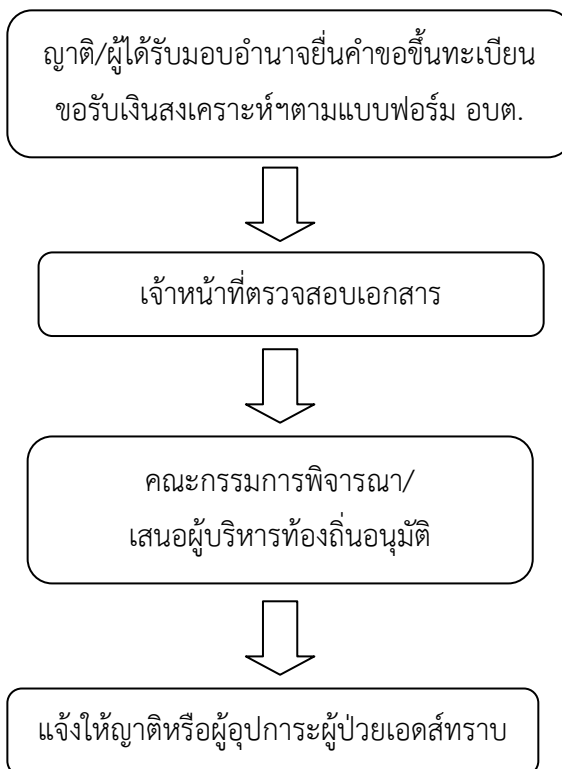 ญาติ/ผู้ได้รับมอบอำนาจยื่นคำขอขึ้นทะเบียน
ขอรับเงินสงเคราะห์ฯตามแบบฟอร์ม อบต.
เจ้าหน้าที่ตรวจสอบเอกสาร
คณะกรรมการพิจารณา/
เสนอผู้บริหารท้องถิ่นอนุมัติ
แจ้งให้ญาติหรือผู้อุปการะผู้ป่วยเอดส์ทราบ